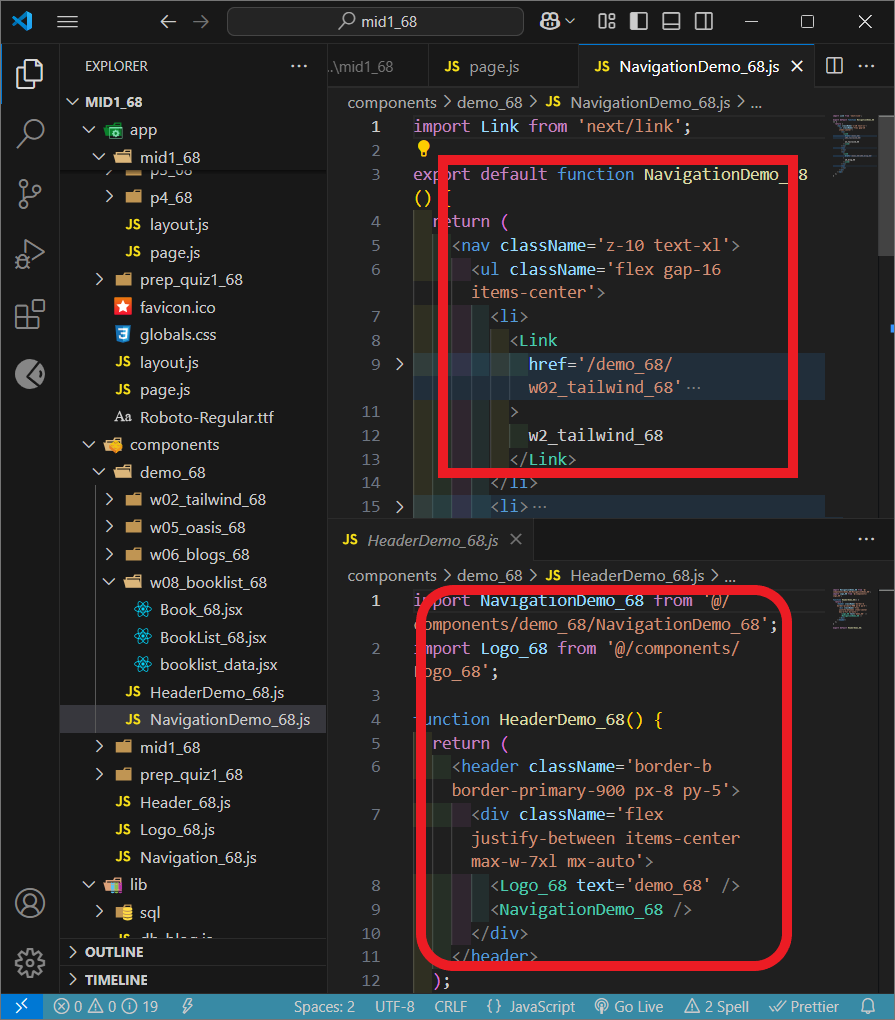 mid1_68
EXPLORER
MID1_68
app
mid1_68
p3_68
p4_68
JS layout.js
JS page.js
prep_quiz1_68
favicon.ico
globals.css
JS layout.js
JS page.js
Aa Roboto-Regular.ttf
components
demo_68
w02_tailwind_68
w05_oasis_68
w06_blogs_68
w08_booklist_68
Book_68.jsx
BookList_68.jsx
booklist_data.jsx
JS HeaderDemo_68.js
JS NavigationDemo_68.js
mid1_68
prep_quiz1_68
JS Header_68.js
JS Logo_68.js
JS Navigation_68.js
lib
sql
JS db_blog.js
OUTLINE
TIMELINE
..\mid1_68 JS page.js JS NavigationDemo_68.js
components > demo_68 > JS NavigationDemo_68.js > ...
1 import Link from 'next/link';
2
3 export default function NavigationDemo_68
() {
4 return (
5 <nav className='z-10 text-xl'>
6 <ul className='flex gap-16
items-center'>
7 <li>
8 <Link
9 href='/demo_68/
w02_tailwind_68' ...
11 >
12 w2_tailwind_68
13 </Link>
14 </li>
15 <li> ...
JS HeaderDemo_68.js
components > demo_68 > JS HeaderDemo_68.js > ...
1 import NavigationDemo_68 from '@/
components/demo_68/NavigationDemo_68';
2 import Logo_68 from '@/components/
Logo_68';
3
4 function HeaderDemo_68() {
5 return (
6 <header className='border-b
border-primary-900 px-8 py-5'>
7 <div className='flex
justify-between items-center
max-w-7xl mx-auto'>
8 <Logo_68 text='demo_68' />
9 <NavigationDemo_68 />
10 </div>
11 </header>
12 );
0 0 19 Spaces: 2 UTF-8 CRLF {} JavaScript Go Live 2 Spell Prettier